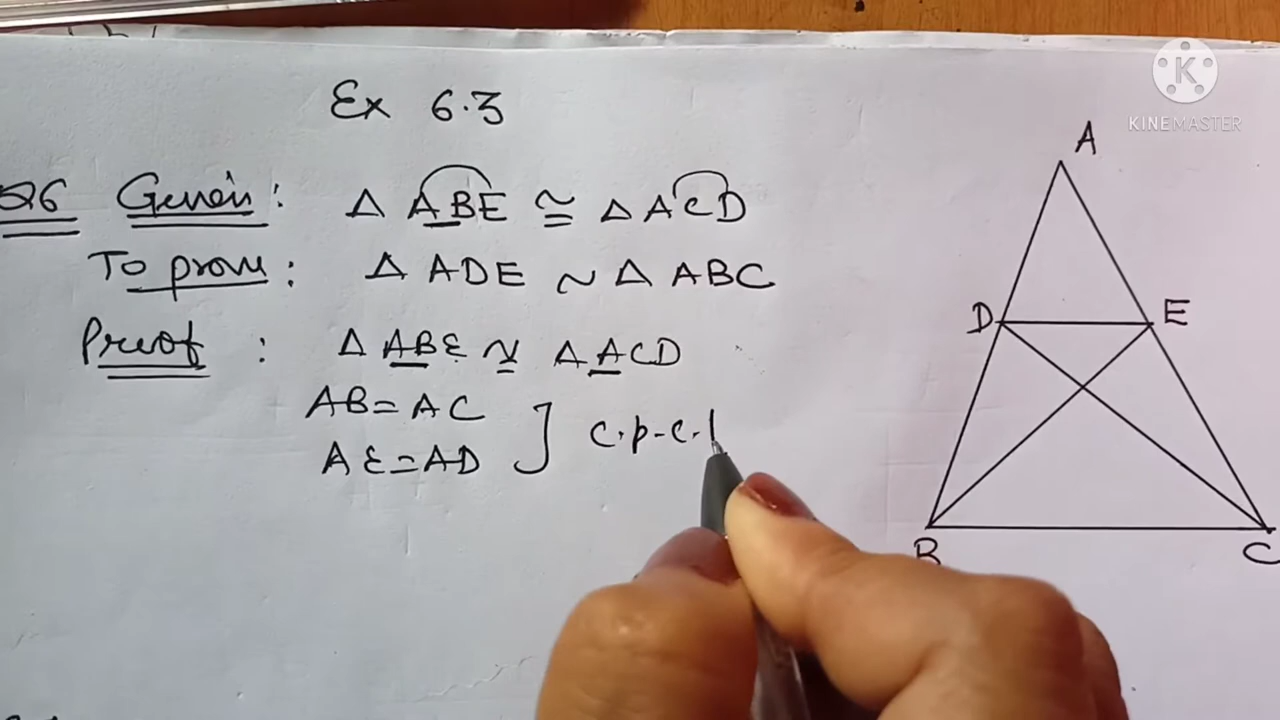 Ex 6.3
Q6 Given: △ ABE ≅ △ ACD
To prove: △ ADE ~ △ ABC
Proof : △ ABE ≅ △ ACD
AB = AC
AE = AD ] c.p.c.
A
D
E
B
C
KINEMASTER